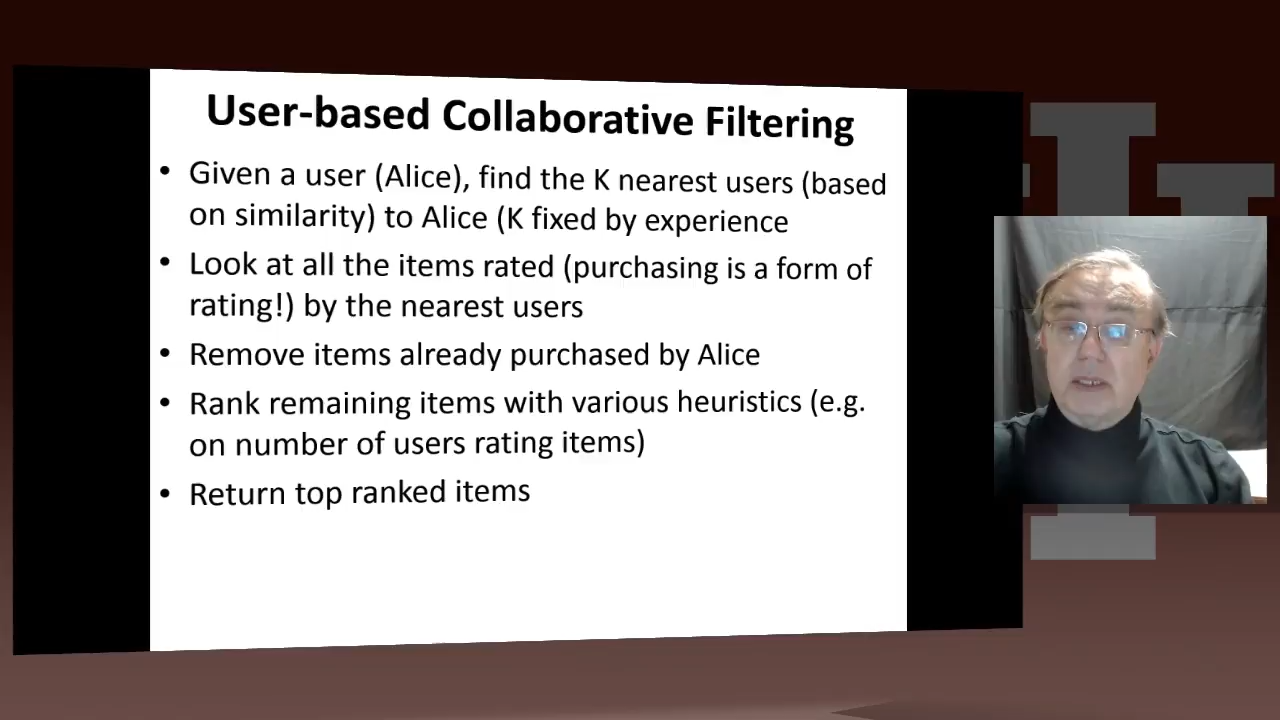 User-based Collaborative Filtering
• Given a user (Alice), find the K nearest users (based
on similarity) to Alice (K fixed by experience
• Look at all the items rated (purchasing is a form of
rating!) by the nearest users
• Remove items already purchased by Alice
• Rank remaining items with various heuristics (e.g.
on number of users rating items)
• Return top ranked items